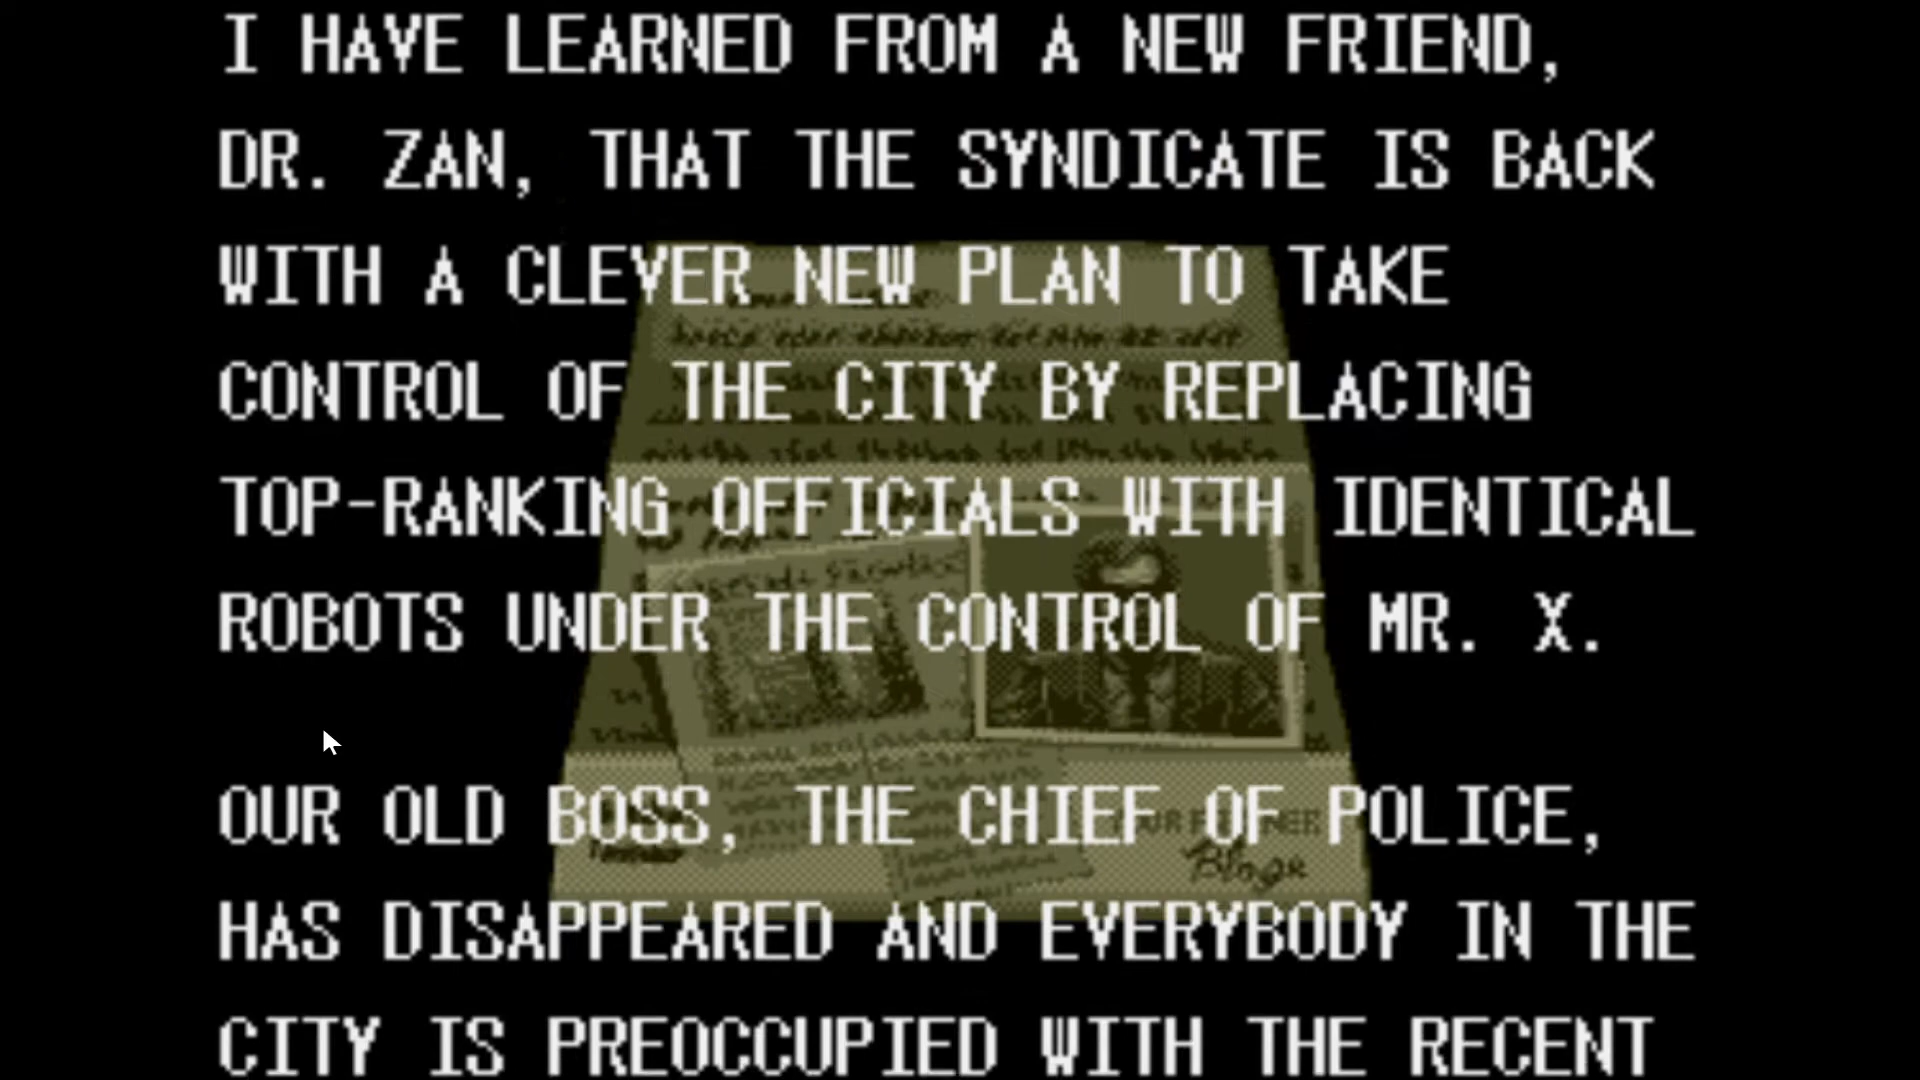 I HAVE LEARNED FROM A NEW FRIEND,
DR. ZAN, THAT THE SYNDICATE IS BACK
WITH A CLEVER NEW PLAN TO TAKE
CONTROL OF THE CITY BY REPLACING
TOP-RANKING OFFICIALS WITH IDENTICAL
ROBOTS UNDER THE CONTROL OF MR. X.
OUR OLD BOSS, THE CHIEF OF POLICE,
Blaze
HAS DISAPPEARED AND EVERYBODY IN THE
CITY IS PREOCCUPIED WITH THE RECENT